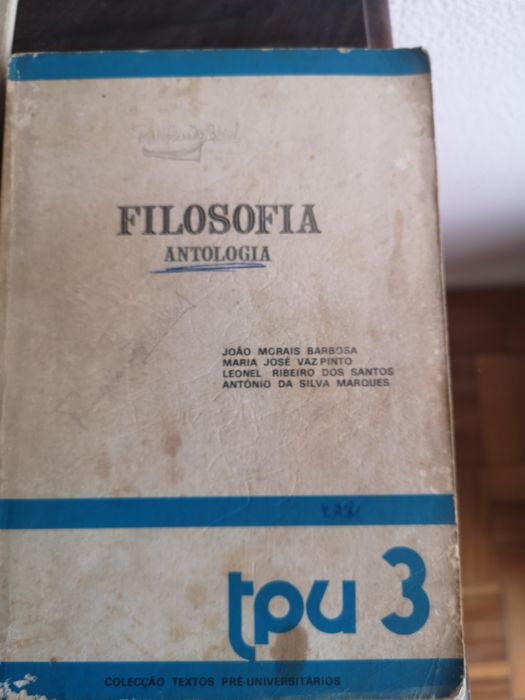 FILOSOFIA
ANTOLOGIA
JOÃO MORAIS BARBOSA
MARIA JOSÉ VAZ PINTO
LEONEL RIBEIRO DOS SANTOS
ANTÓNIO DA SILVA MARQUES
tpu 3
COLECÇÃO TEXTOS PRÉ-UNIVERSITÁRIOS